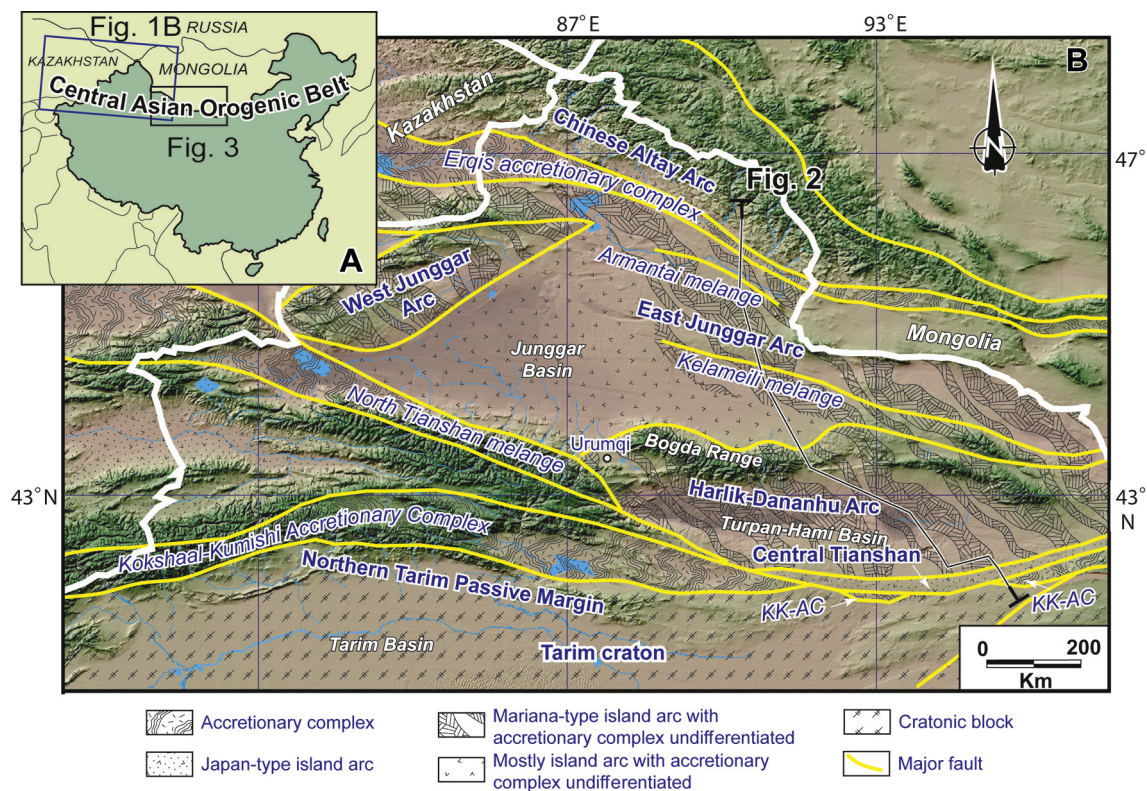 Fig. 1B
RUSSIA
KAZAKHSTAN
MONGOLIA
Central Asian Orogenic Belt
Fig. 3
A
87°E
93°E
B
N
47°
Kazakhstan
Chinese Altay Arc
Erqis accretionary complex
Fig. 2
West Junggar
Arc
Armantai melange
East Junggar Arc
Mongolia
Junggar
Basin
Kelameili melange
North Tianshan melange
Urumqi
Bogda Range
43°N
Harlik-Dananhu Arc
43°
N
Turpan-Hami Basin
Kokshaal-Kumishi Accretionary Complex
Central Tianshan
Northern Tarim Passive Margin
KK-AC
KK-AC
Tarim Basin
Tarim craton
0 200
Km
Accretionary complex
Japan-type island arc
Mariana-type island arc with
accretionary complex undifferentiated
Mostly island arc with accretionary
complex undifferentiated
Cratonic block
Major fault